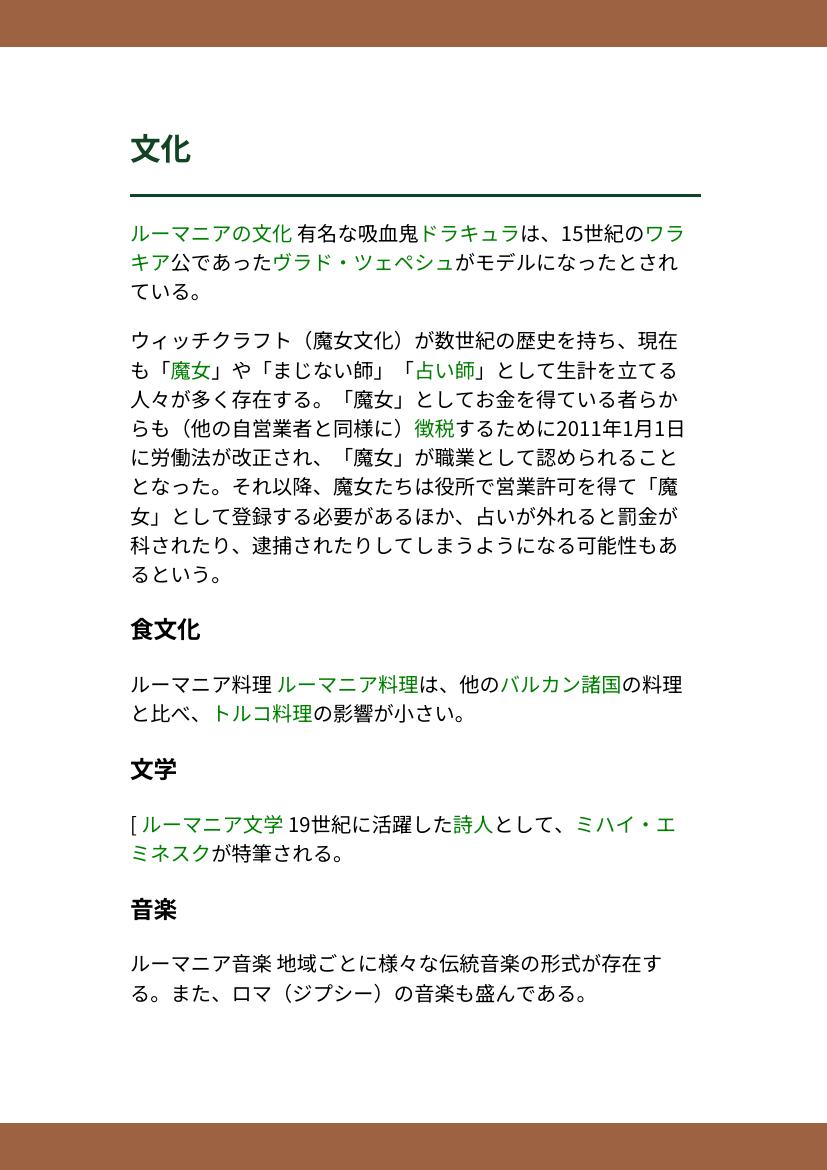 文化
ルーマニアの文化 有名な吸血鬼ドラキュラは、15世紀のワラ
キア公であったヴラド・ツェペシュがモデルになったとされ
ている。
ウィッチクラフト（魔女文化）が数世紀の歴史を持ち、現在
も「魔女」や「まじない師」「占い師」として生計を立てる
人々が多く存在する。「魔女」としてお金を得ている者らか
らも（他の自営業者と同様に）徴税するために2011年1月1日
に労働法が改正され、「魔女」が職業として認められること
となった。それ以降、魔女たちは役所で営業許可を得て「魔
女」として登録する必要があるほか、占いが外れると罰金が
科されたり、逮捕されたりしてしまうようになる可能性もあ
るという。
食文化
ルーマニア料理 ルーマニア料理は、他のバルカン諸国の料理
と比べ、トルコ料理の影響が小さい。
文学
[ ルーマニア文学 19世紀に活躍した詩人として、ミハイ・エ
ミネスクが特筆される。
音楽
ルーマニア音楽 地域ごとに様々な伝統音楽の形式が存在す
る。また、ロマ（ジプシー）の音楽も盛んである。